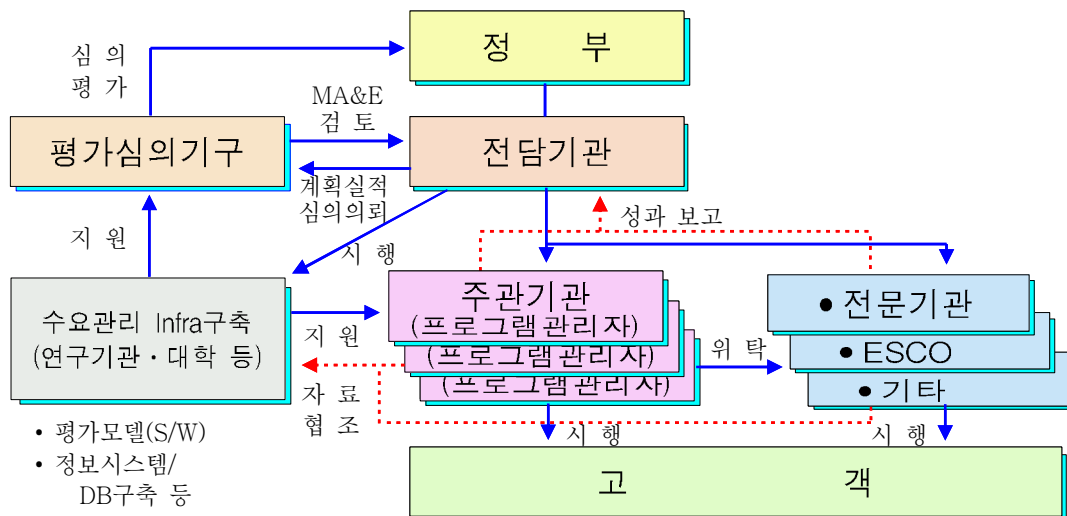 정 부
심 의
평 가
MA&E
검 토
평가심의기구
전담기관
계획실적
심의의뢰
성과 보고
지 원
시 행
주관기관
(프로그램관리자)
(프로그램관리자)
(프로그램관리자)
• 전문기관
• ESCO
• 기타
수요관리 Infra구축
(연구기관·대학 등)
지 원
위 탁
자 료
협 조
• 평가모델(S/W)
• 정보시스템/
DB구축 등
시 행
시 행
고 객